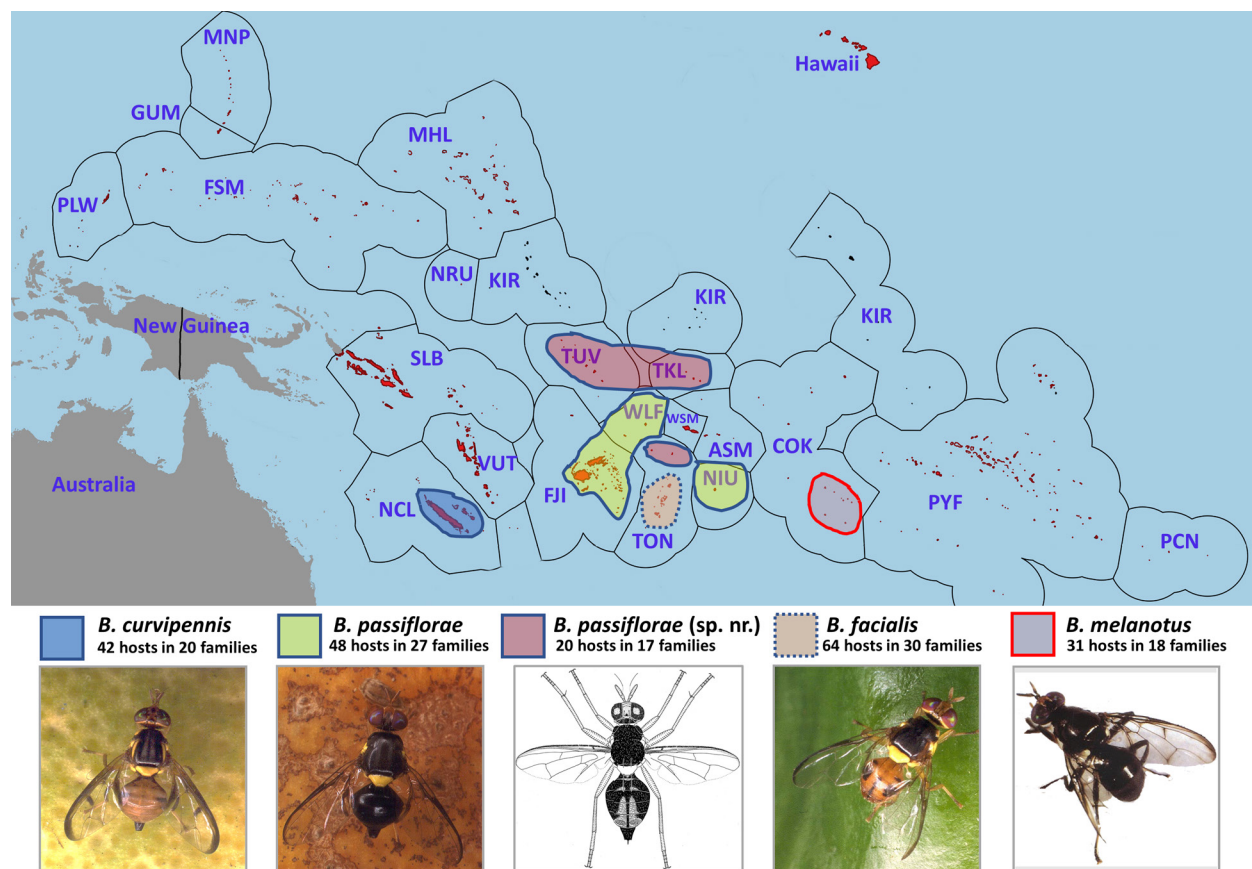 MNP
Hawaii
GUM
MHL
FSM
PLW
NRU
KIR
KIR
KIR
New Guinea
SLB
TUV
TKL
WLF
WSM
VUT
ASM
COK
Australia
NIU
FJI
NCL
PYF
TON
PCN
B. curvipennis
42 hosts in 20 families
B. passiflorae
48 hosts in 27 families
B. passiflorae (sp. nr.)
20 hosts in 17 families
B. facialis
64 hosts in 30 families
B. melanotus
31 hosts in 18 families